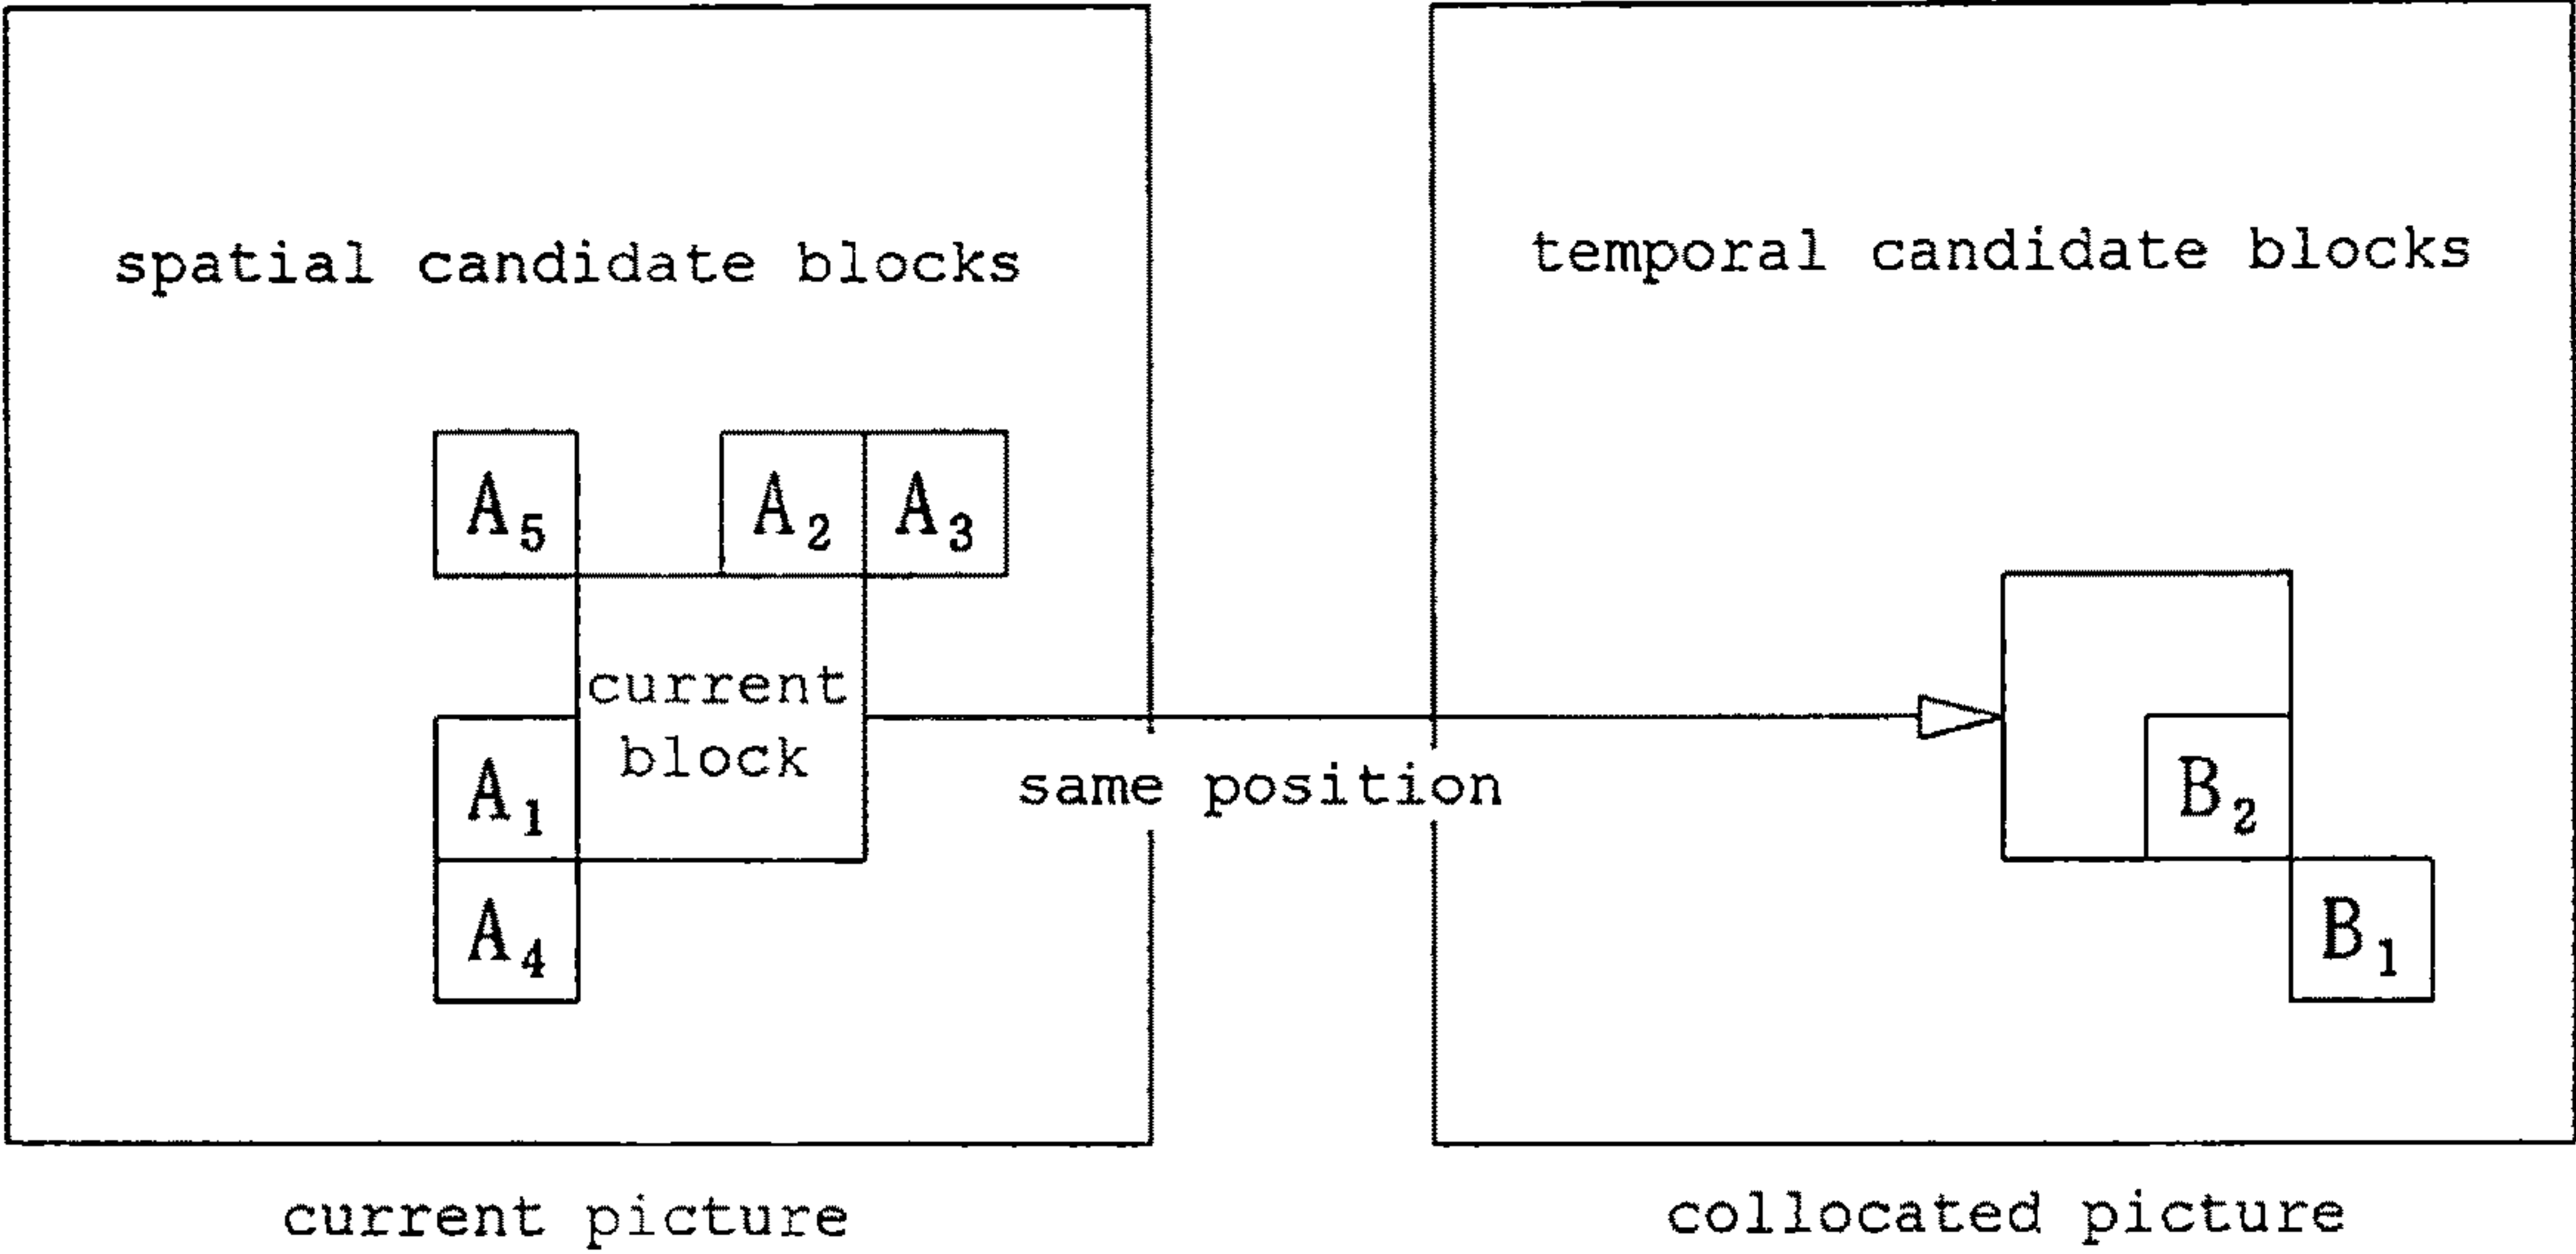 spatial candidate blocks
temporal candidate blocks
A5
A2
A3
current
block
A1
A4
same position
B2
B1
current picture
collocated picture